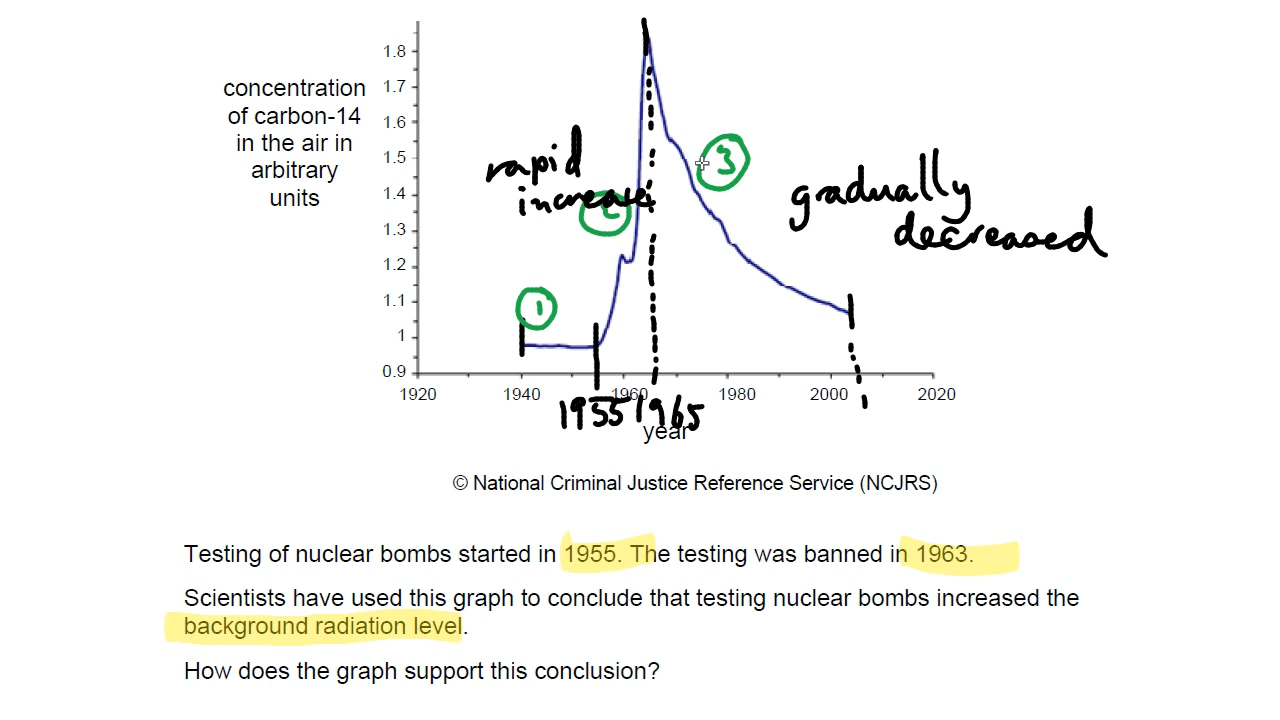 1.8
concentration
of carbon-14
in the air in
arbitrary
units
1.7
1.6
1.5
1.4
1.3
1.2
1.1
1
0.9
rapid
increase
1
3
gradually
decreased
1920
1940
1960
1980
2000
2020
1955
1965
year
© National Criminal Justice Reference Service (NCJRS)
Testing of nuclear bombs started in 1955. The testing was banned in 1963.
Scientists have used this graph to conclude that testing nuclear bombs increased the
background radiation level.
How does the graph support this conclusion?